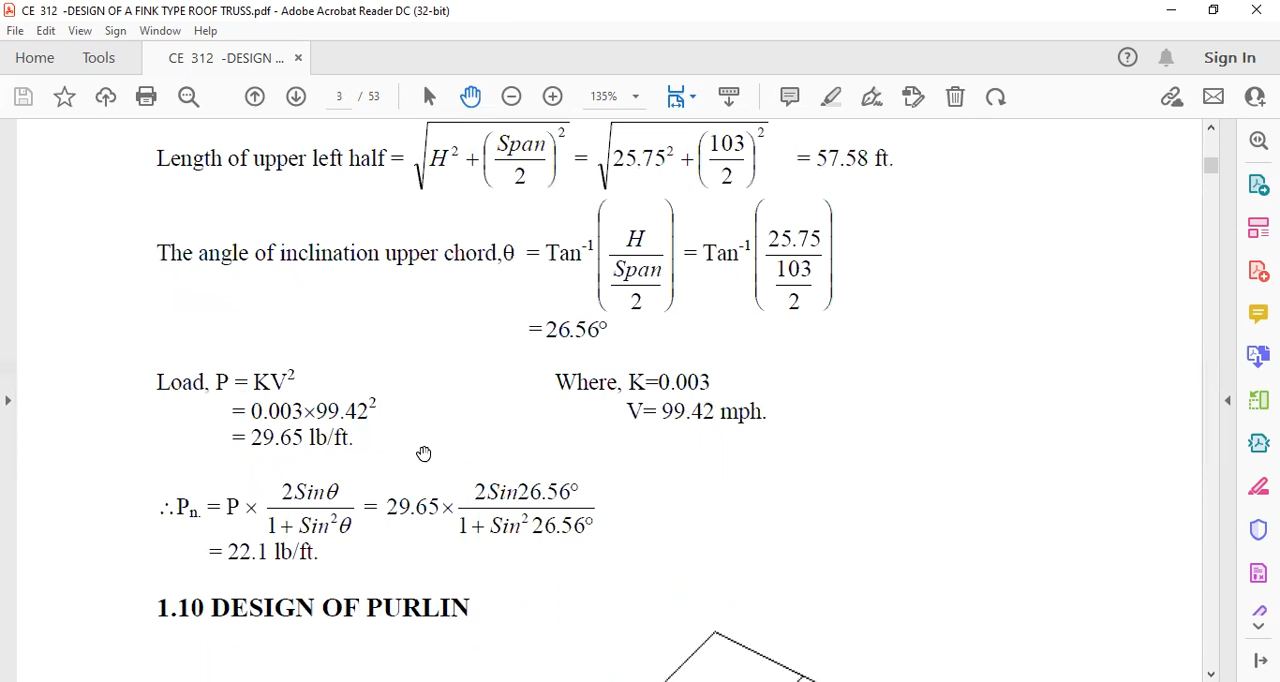 CE 312 -DESIGN OF A FINK TYPE ROOF TRUSS.pdf - Adobe Acrobat Reader DC (32-bit)
File Edit View Sign Window Help
Home Tools CE 312 -DESIGN ... × Sign In
3 / 53 135%
Length of upper left half = √(H² + (Span/2)²) = √(25.75² + (103/2)²) = 57.58 ft.
The angle of inclination upper chord,θ = Tan⁻¹ (H/(Span/2)) = Tan⁻¹ (25.75/(103/2))
= 26.56°
Load, P = KV² Where, K=0.003
= 0.003×99.42² V= 99.42 mph.
= 29.65 lb/ft.
∴Pn. = P × 2Sinθ/(1 + Sin²θ) = 29.65× 2Sin26.56°/(1 + Sin² 26.56°)
= 22.1 lb/ft.
1.10 DESIGN OF PURLIN